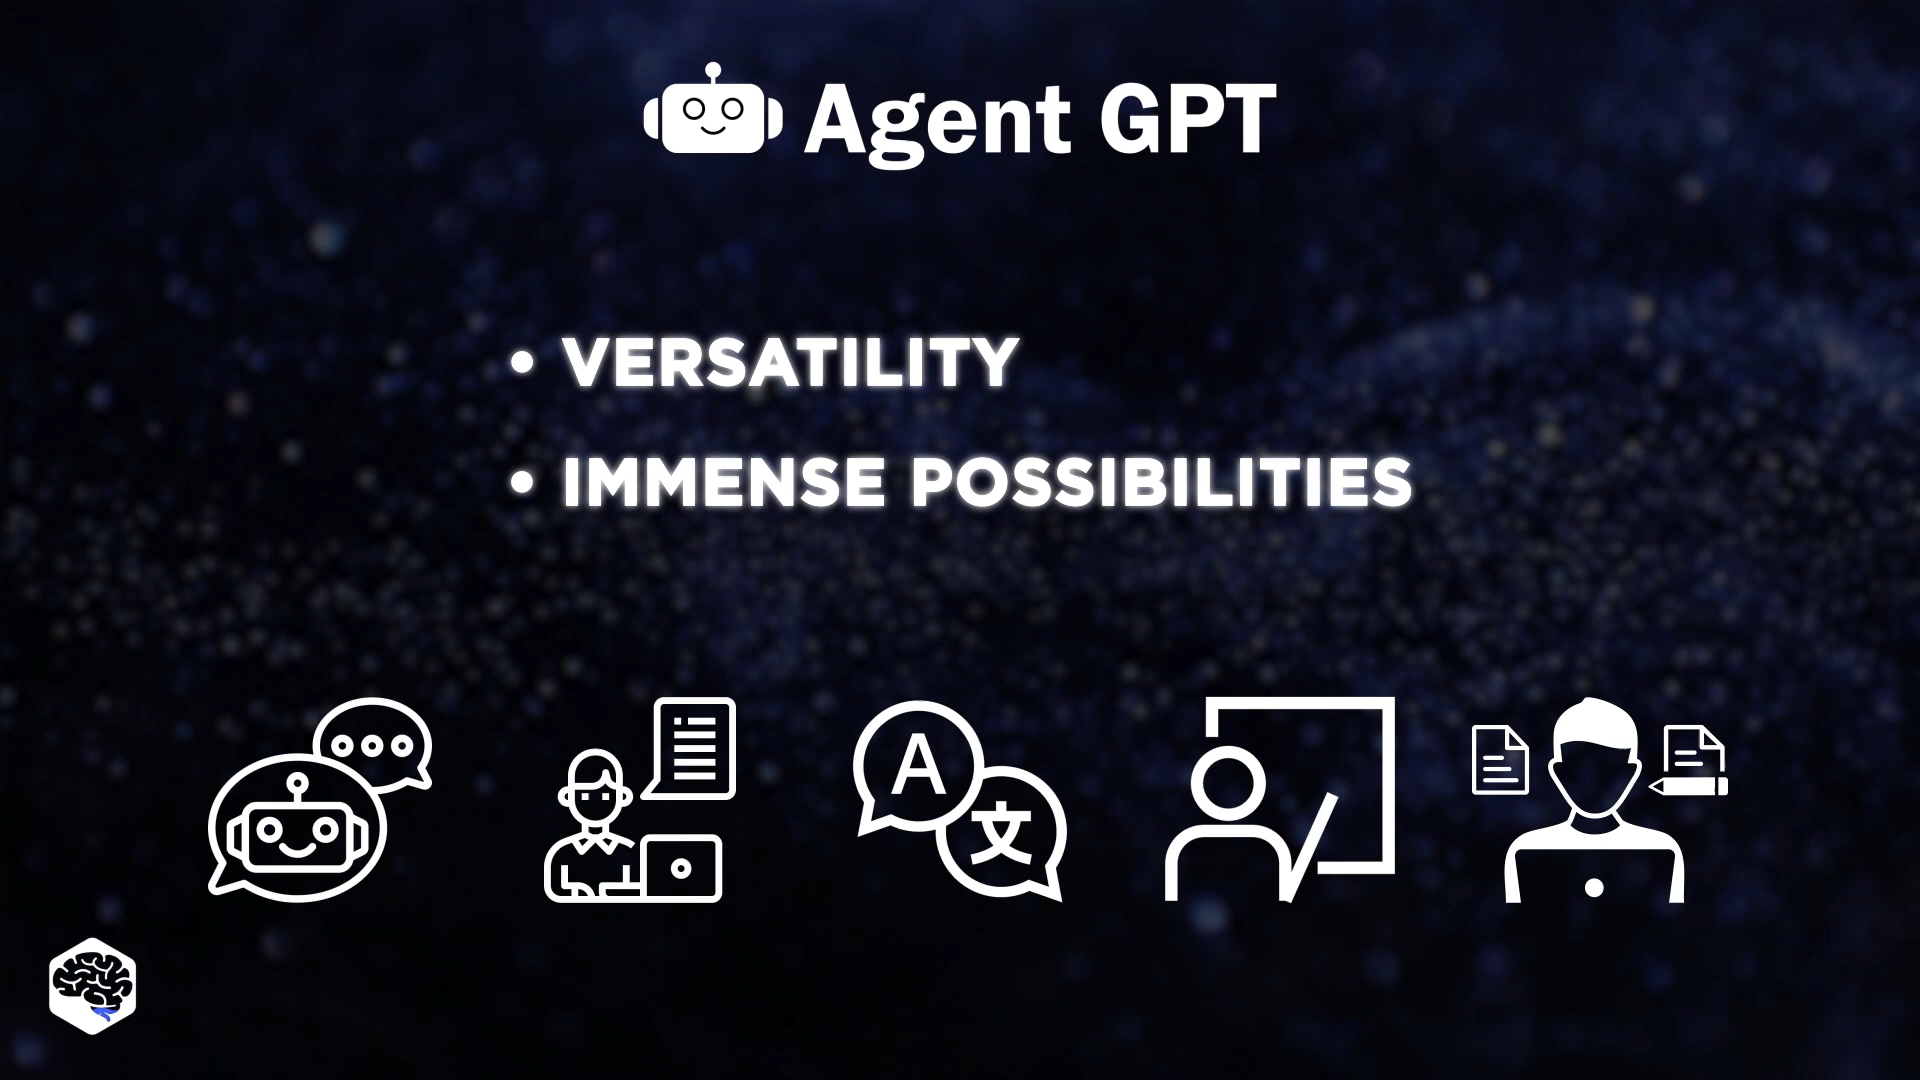 Agent GPT
• VERSATILITY
• IMMENSE POSSIBILITIES
A
文